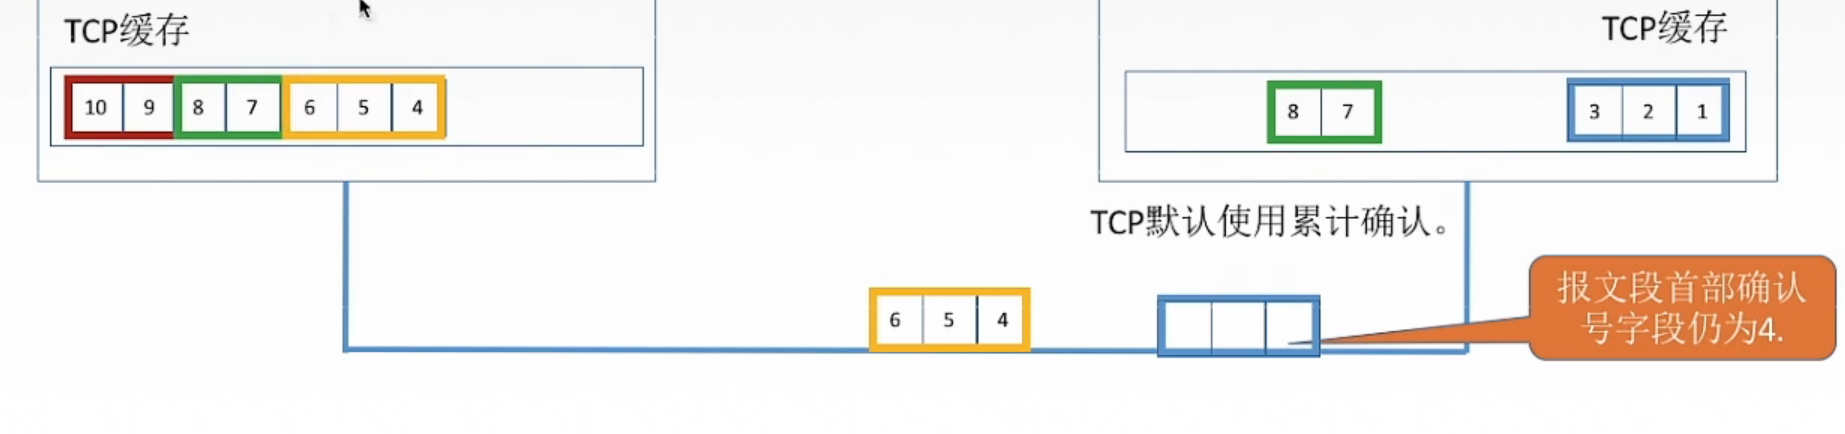 TCP缓存
TCP缓存
10 9 8 7 6 5 4
8 7 3 2 1
TCP默认使用累计确认。
报文段首部确认
号字段仍为4.
6 5 4